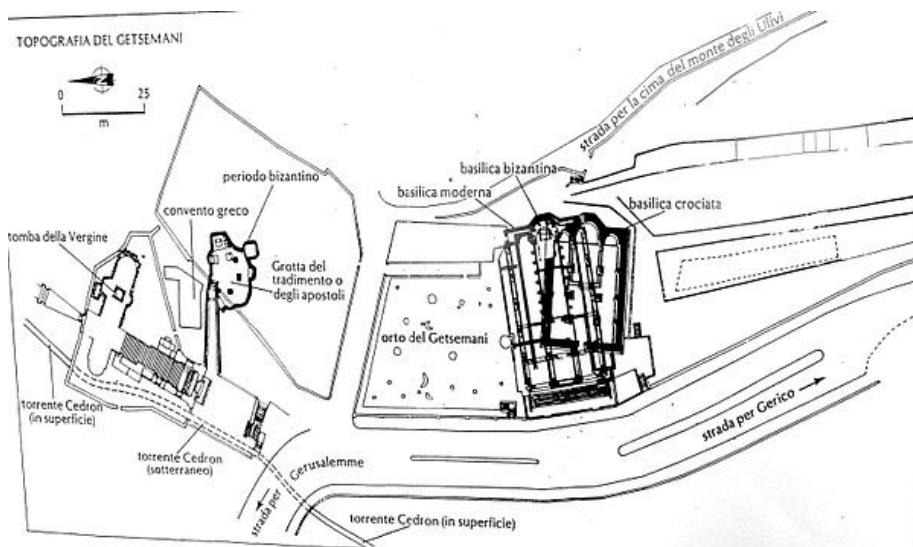 TOPOGRAFIA DEL GETSEMANI
N
0 25
m
strada per la cima del monte degli Ulivi
basilica bizantina
basilica moderna
basilica crociata
periodo bizantino
convento greco
tomba della Vergine
Grotta del
tradimento o
degli apostoli
orto del Getsemani
torrente Cedron
(in superficie)
torrente Cedron
(sotterraneo)
strada per
Gerusalemme
strada per Gerico
torrente Cedron (in superficie)